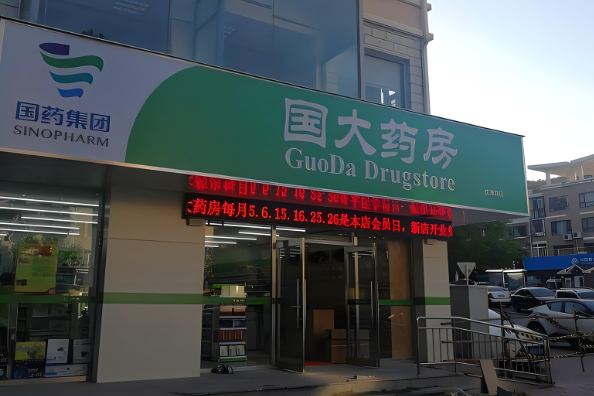 国药集团
SINOPHARM
国大药房
GuoDa Drugstore
药房每月5.6.15.16.25.26是本店会员日，新店开业